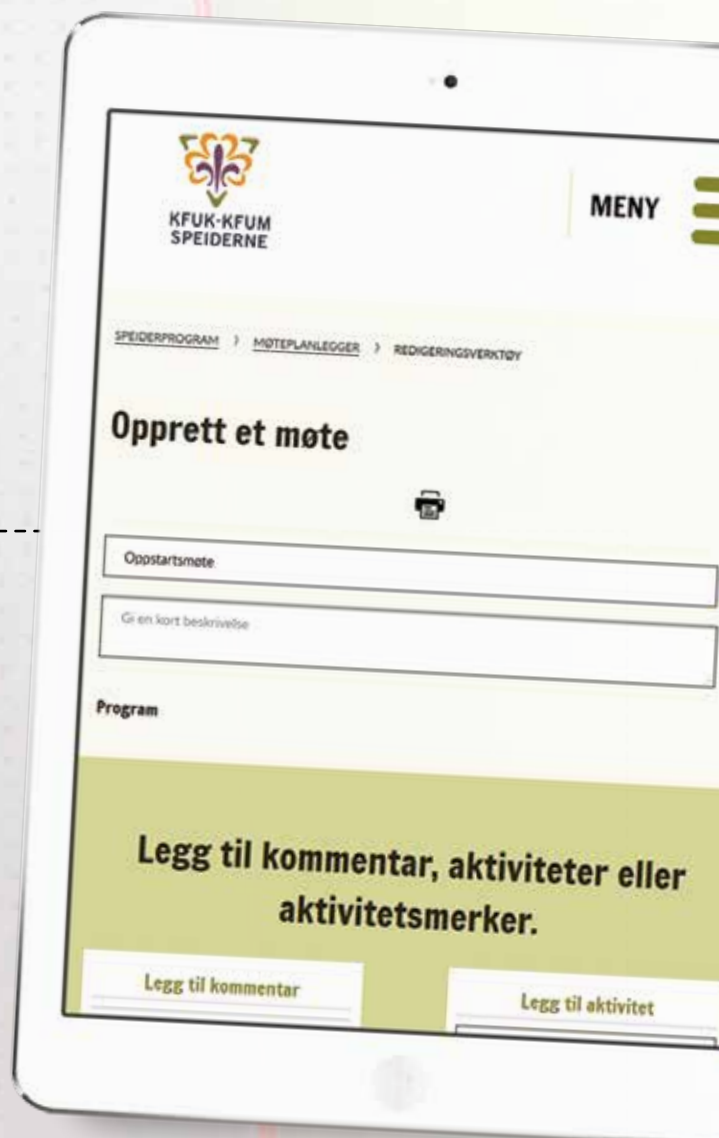 KFUK-KFUM
SPEIDERNE
MENY
SPEIDERPROGRAM > MØTEPLANLEGGER > REDIGERINGSVERKTØY
Opprett et møte
Oppstartsmøte
Gi en kort beskrivelse
Program
Legg til kommentar, aktiviteter eller
aktivitetsmerker.
Legg til kommentar
Legg til aktivitet